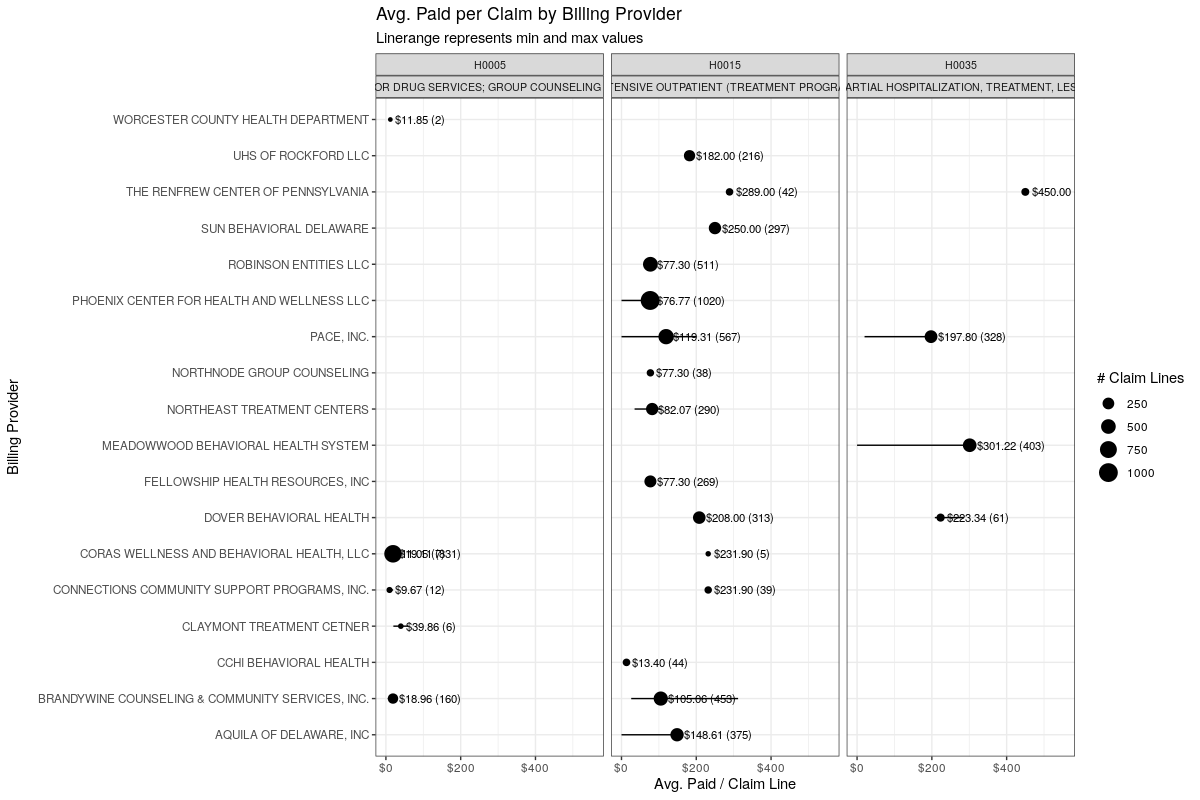 Avg. Paid per Claim by Billing Provider
Linerange represents min and max values
H0005 H0015 H0035
OR DRUG SERVICES; GROUP COUNSELING TENSIVE OUTPATIENT (TREATMENT PROGRA ARTIAL HOSPITALIZATION, TREATMENT, LES
WORCESTER COUNTY HEALTH DEPARTMENT $11.85 (2)
UHS OF ROCKFORD LLC $182.00 (216)
THE RENFREW CENTER OF PENNSYLVANIA $289.00 (42) $450.00
SUN BEHAVIORAL DELAWARE $250.00 (297)
ROBINSON ENTITIES LLC $77.30 (511)
PHOENIX CENTER FOR HEALTH AND WELLNESS LLC $76.77 (1020)
PACE, INC. $119.31 (567) $197.80 (328)
NORTHNODE GROUP COUNSELING $77.30 (38)
NORTHEAST TREATMENT CENTERS $82.07 (290)
MEADOWWOOD BEHAVIORAL HEALTH SYSTEM $301.22 (403)
FELLOWSHIP HEALTH RESOURCES, INC $77.30 (269)
DOVER BEHAVIORAL HEALTH $208.00 (313) $223.34 (61)
CORAS WELLNESS AND BEHAVIORAL HEALTH, LLC $231.90 (5)
CONNECTIONS COMMUNITY SUPPORT PROGRAMS, INC. $9.67 (12) $231.90 (39)
CLAYMONT TREATMENT CETNER $39.86 (6)
CCHI BEHAVIORAL HEALTH $13.40 (44)
BRANDYWINE COUNSELING & COMMUNITY SERVICES, INC. $18.96 (160) $105.06 (453)
AQUILA OF DELAWARE, INC $148.61 (375)
$0 $200 $400 $0 $200 $400 $0 $200 $400
Avg. Paid / Claim Line
Billing Provider
# Claim Lines
250
500
750
1000